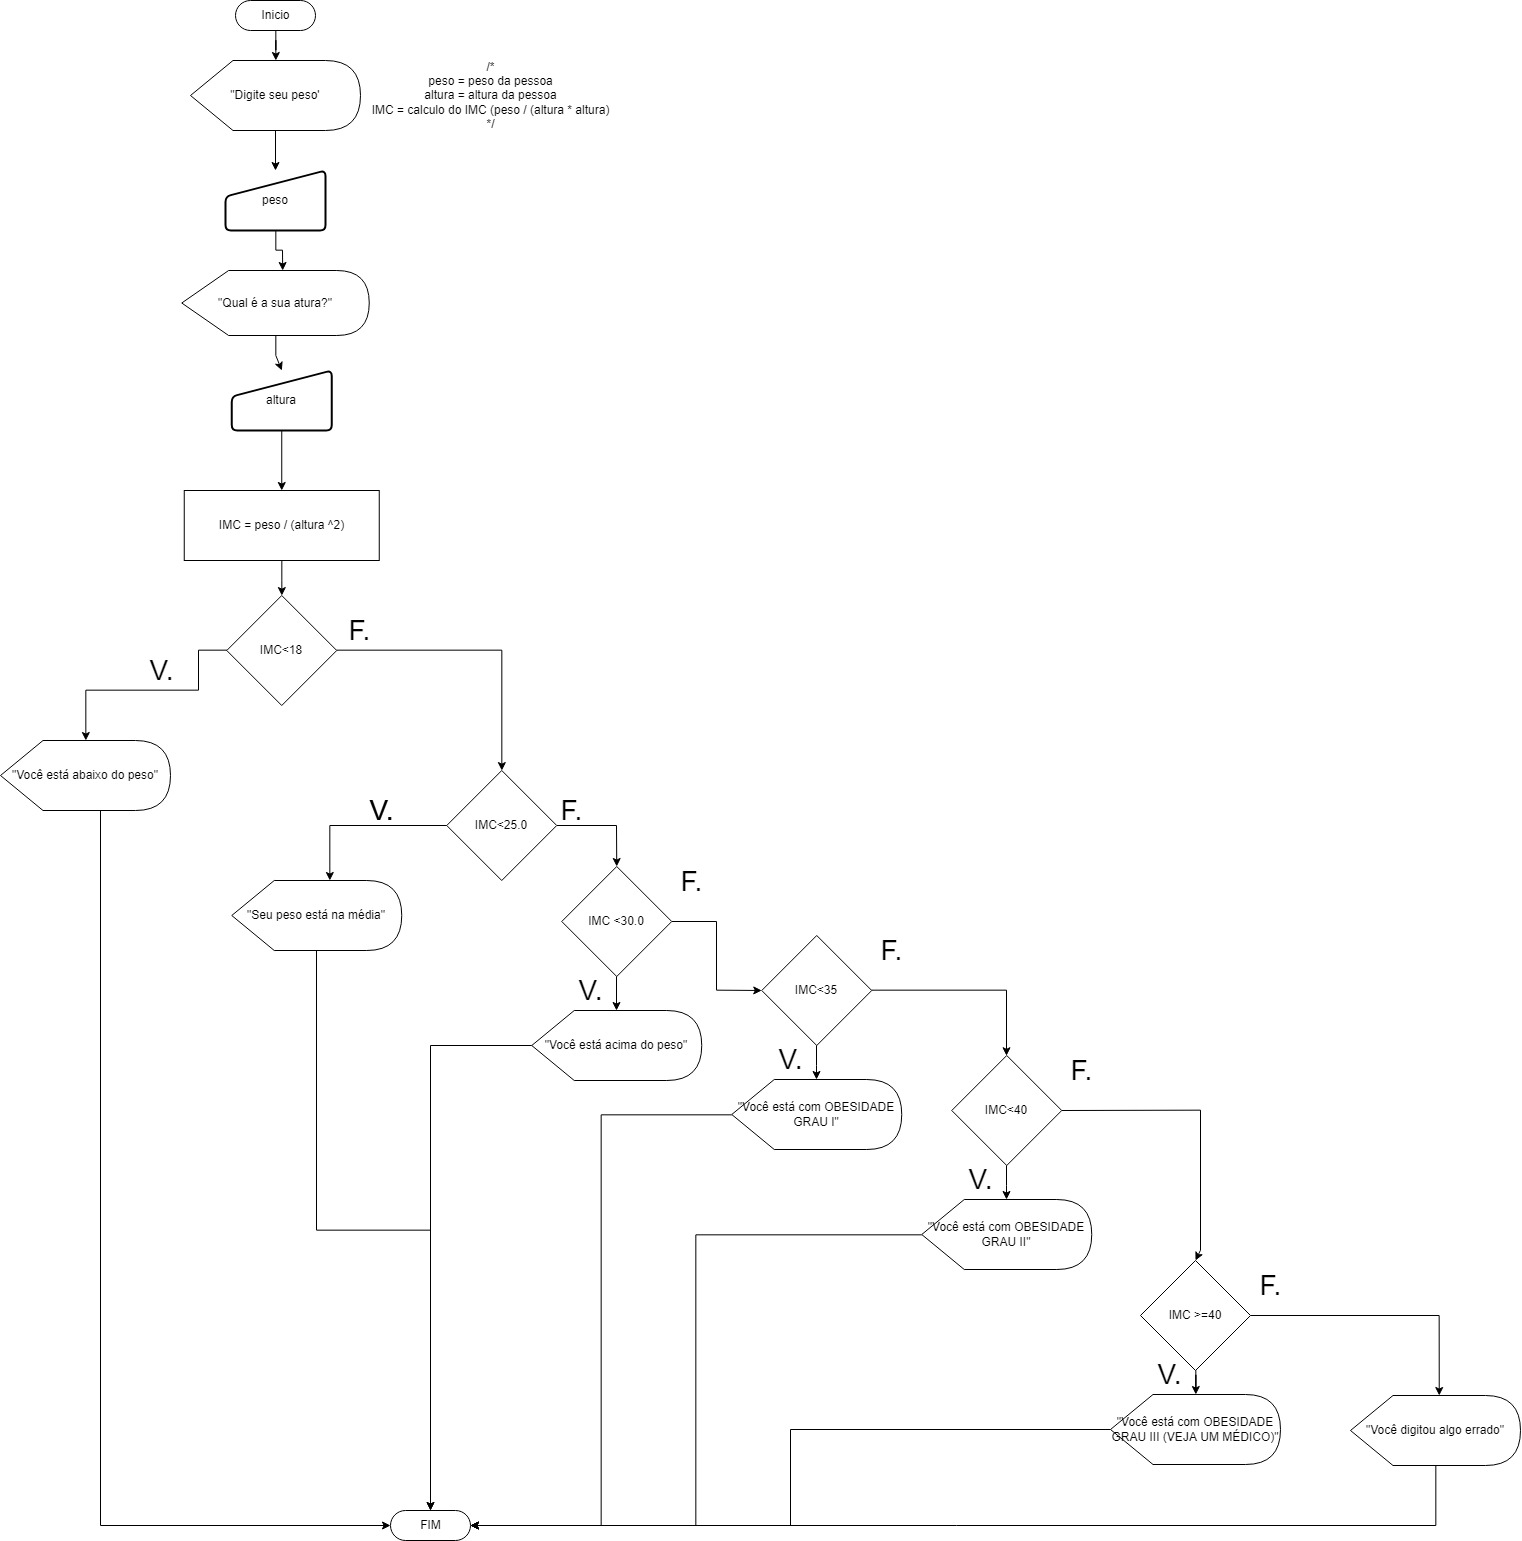 Inicio
"Digite seu peso'
/*
peso = peso da pessoa
altura = altura da pessoa
IMC = calculo do IMC (peso / (altura * altura)
*/
peso
"Qual é a sua atura?"
altura
IMC = peso / (altura ^2)
IMC<18
F.
V.
"Você está abaixo do peso"
IMC<25.0
V.
F.
"Seu peso está na média"
IMC <30.0
F.
V.
"Você está acima do peso"
IMC<35
F.
V.
"Você está com OBESIDADE
GRAU I"
IMC<40
F.
V.
"Você está com OBESIDADE
GRAU II"
IMC >=40
F.
V.
"Você está com OBESIDADE
GRAU III (VEJA UM MÉDICO)"
"Você digitou algo errado"
FIM